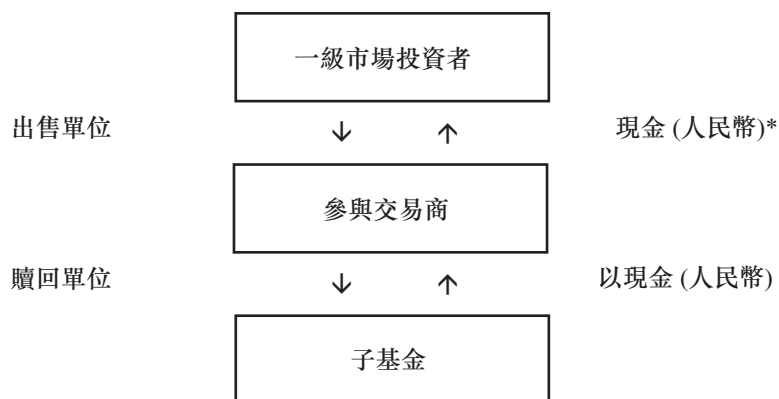 一級市場投資者
出售單位 ↓ ↑ 現金 (人民幣)*
參與交易商
贖回單位 ↓ ↑ 以現金 (人民幣)
子基金